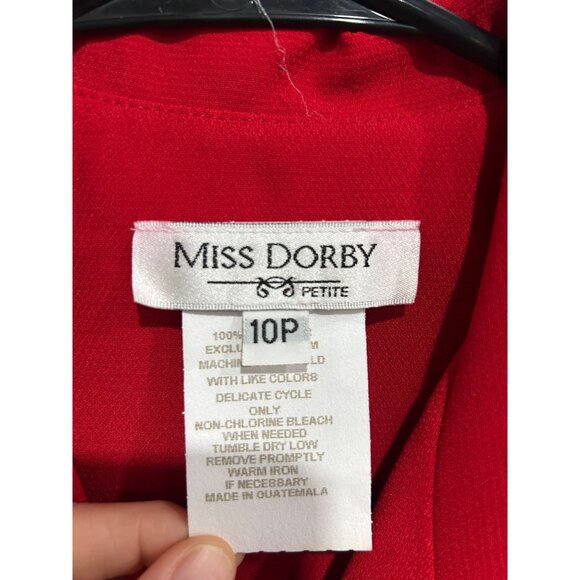 MISS DORBY
PETITE
10P
100%
EXCLU
MACHIN
WITH LIKE COLORS
DELICATE CYCLE
ONLY
NON-CHLORINE BLEACH
WHEN NEEDED
TUMBLE DRY LOW
REMOVE PROMPTLY
WARM IRON
IF NECESSARY
MADE IN GUATEMALA